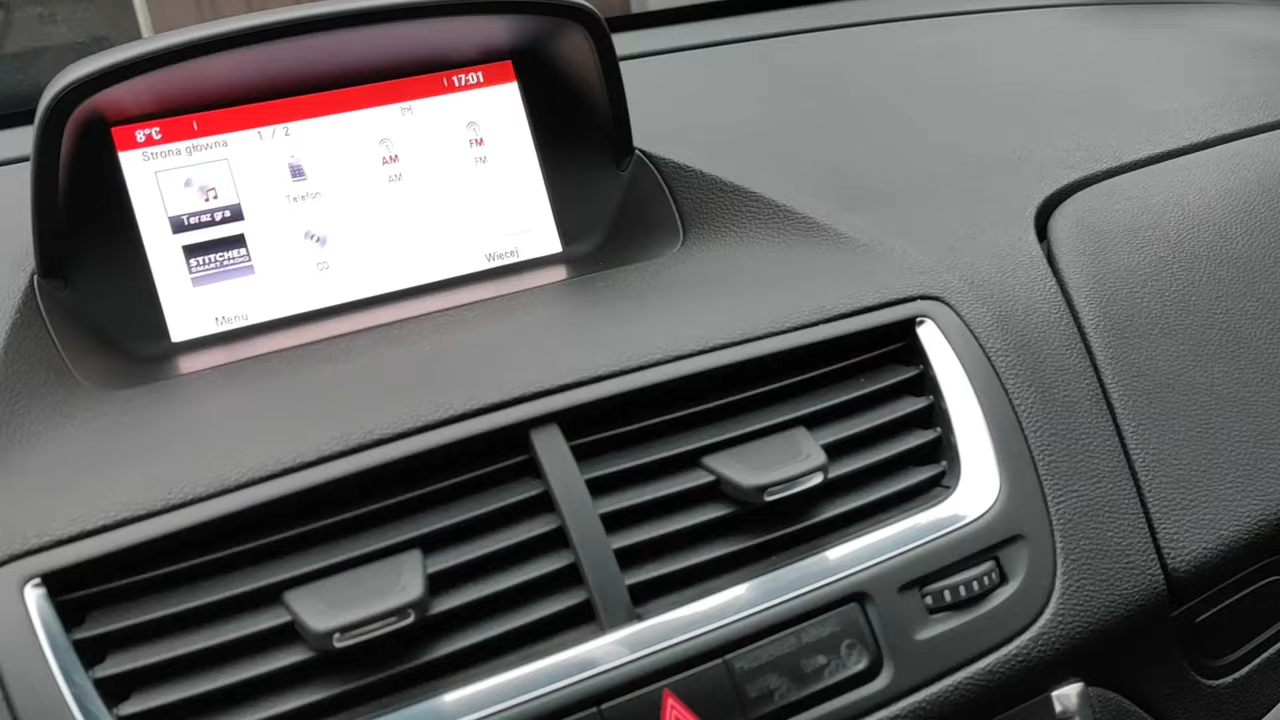 8°C
17:01
Strona główna
1 / 2
Teraz gra
Telefon
AM
AM
FM
FM
STITCHER
SMART RADIO
CD
Menu
Więcej